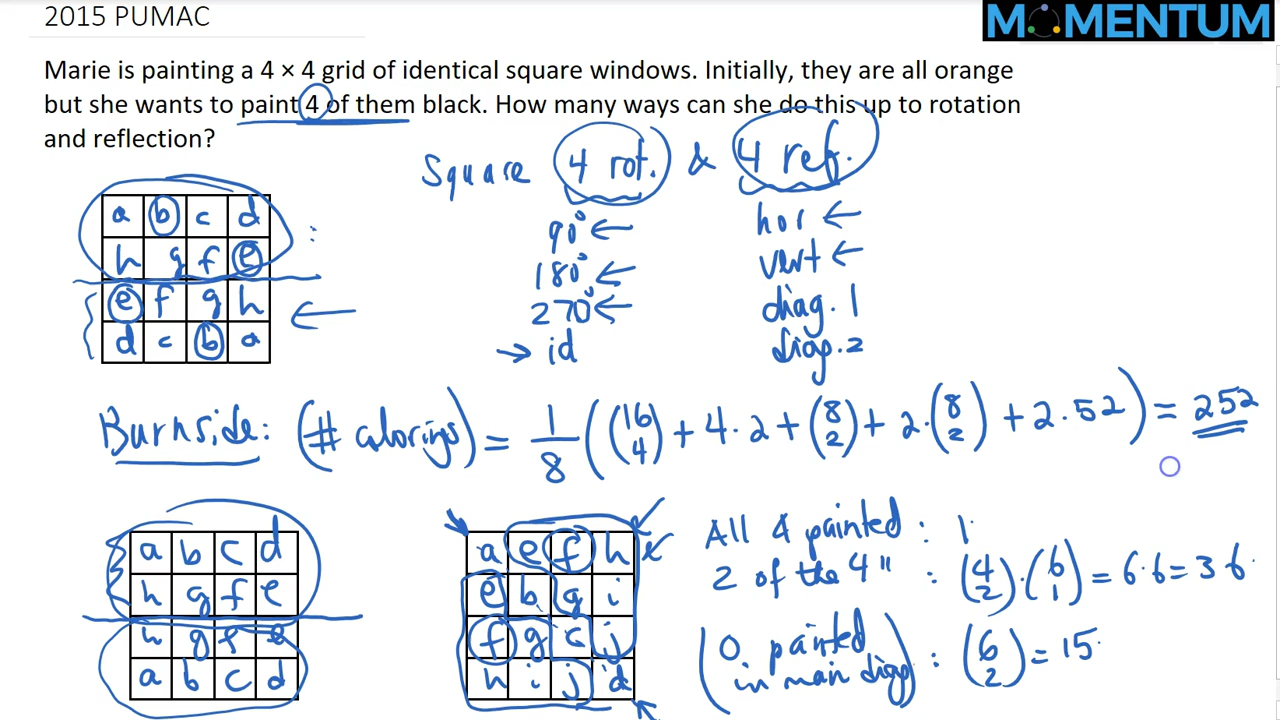 2015 PUMAC
MOMENTUM
Marie is painting a 4 × 4 grid of identical square windows. Initially, they are all orange
but she wants to paint 4 of them black. How many ways can she do this up to rotation
and reflection?
Square 4 rot. & 4 ref.
a b c d
h g f e
e f g h
d c b a
90° ← hor ←
180° ← vert ←
270° ← diag. 1
→ id diag. 2
Burnside: (# colorings) = 1/8 ((16 4) + 4·2 + (8 2) + 2·(8 2) + 2·52) = 252
a b c d
h g f e
h g f e
a b c d
a e f h
e b g i
f g c j
h i j d
All 4 painted : 1
2 of the 4 " : (4 2)·(6 1) = 6·6 = 36.
(0 painted in main diag) : (6 2) = 15.